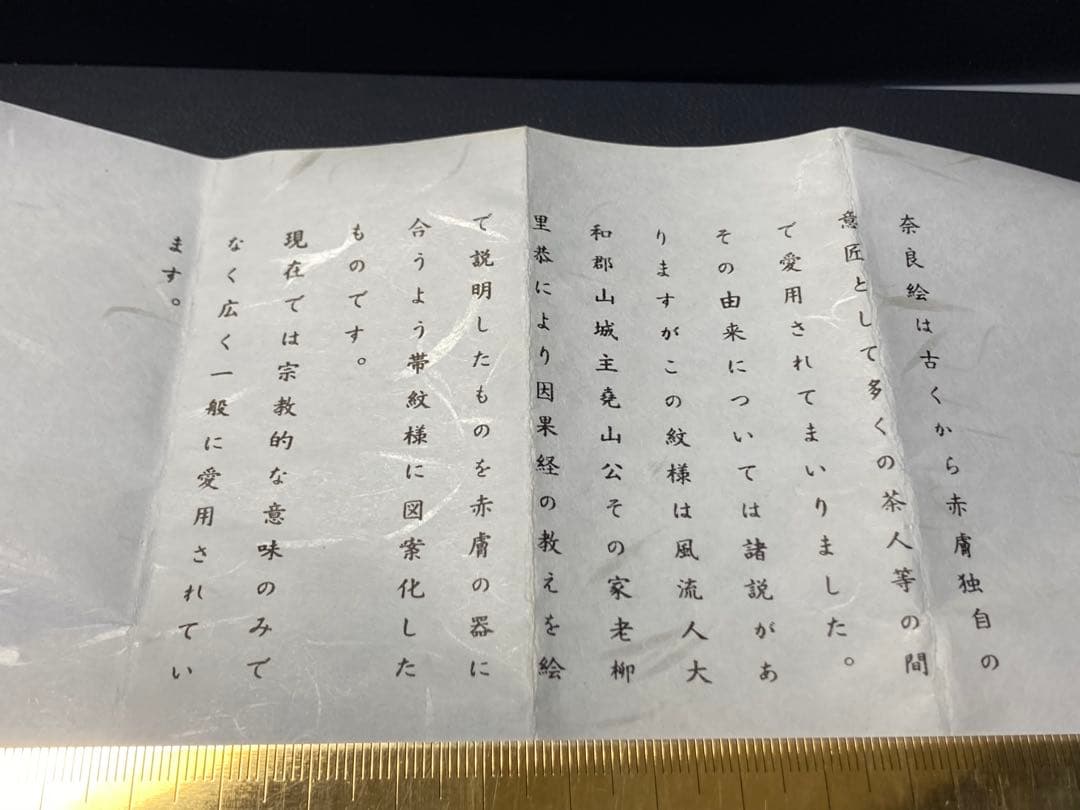 奈良絵は古くから赤膚独自の
意匠として多くの茶人等の間
で愛用されてまいりました。
その由来については諸説があ
りますがこの紋様は風流人大
和郡山城主堯山公その家老柳
里恭により因果経の教えを絵
で説明したものを赤膚の器に
合うよう帯紋様に図案化した
ものです。
現在では宗教的な意味のみで
なく広く一般に愛用されてい
ます。